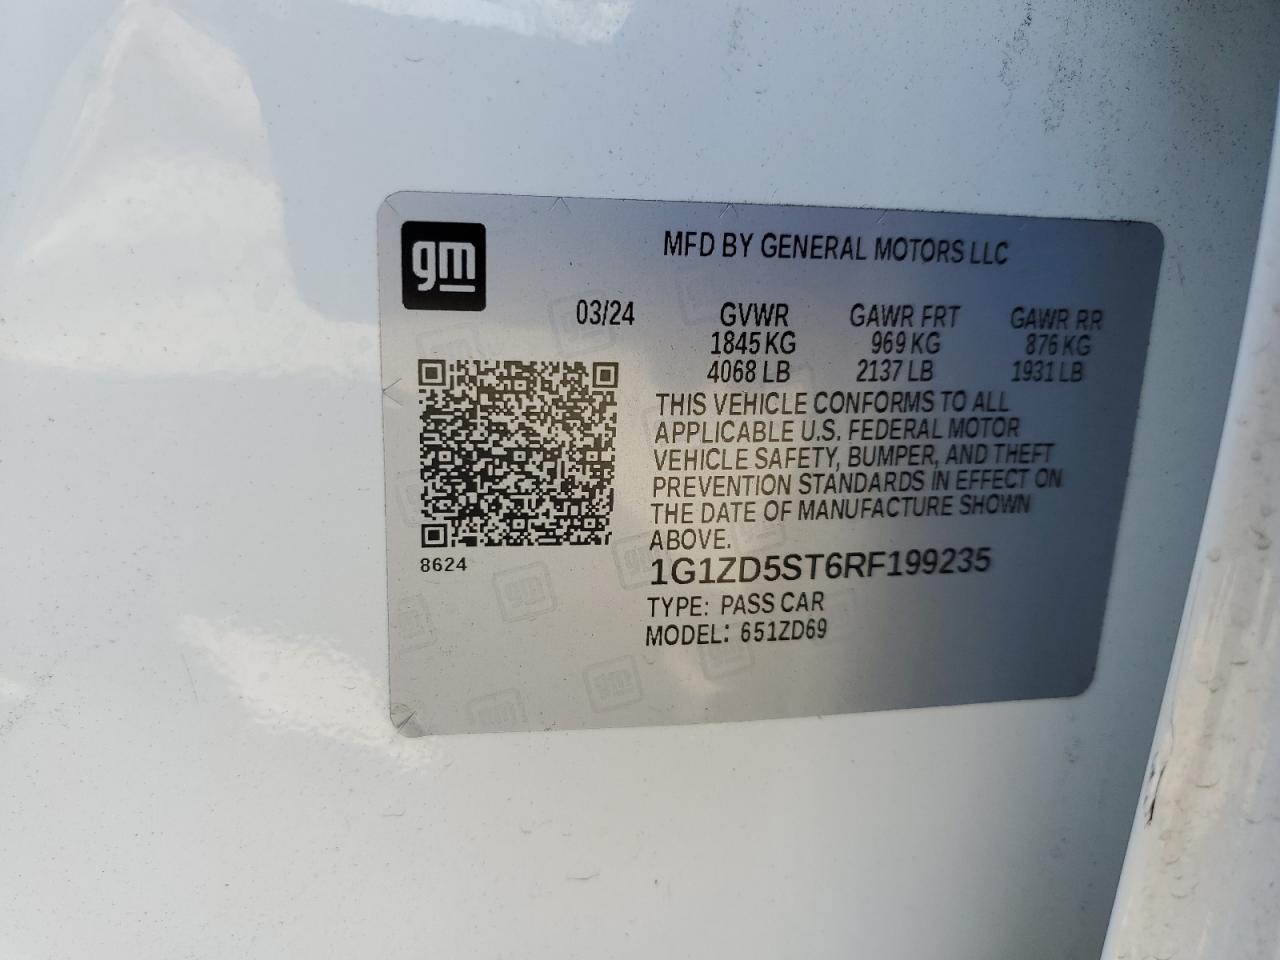 gm
MFD BY GENERAL MOTORS LLC
03/24 GVWR GAWR FRT GAWR RR
1845 KG 969 KG 876 KG
4068 LB 2137 LB 1931 LB
THIS VEHICLE CONFORMS TO ALL
APPLICABLE U.S. FEDERAL MOTOR
VEHICLE SAFETY, BUMPER, AND THEFT
PREVENTION STANDARDS IN EFFECT ON
THE DATE OF MANUFACTURE SHOWN
ABOVE.
8624
1G1ZD5ST6RF199235
TYPE: PASS CAR
MODEL: 651ZD69